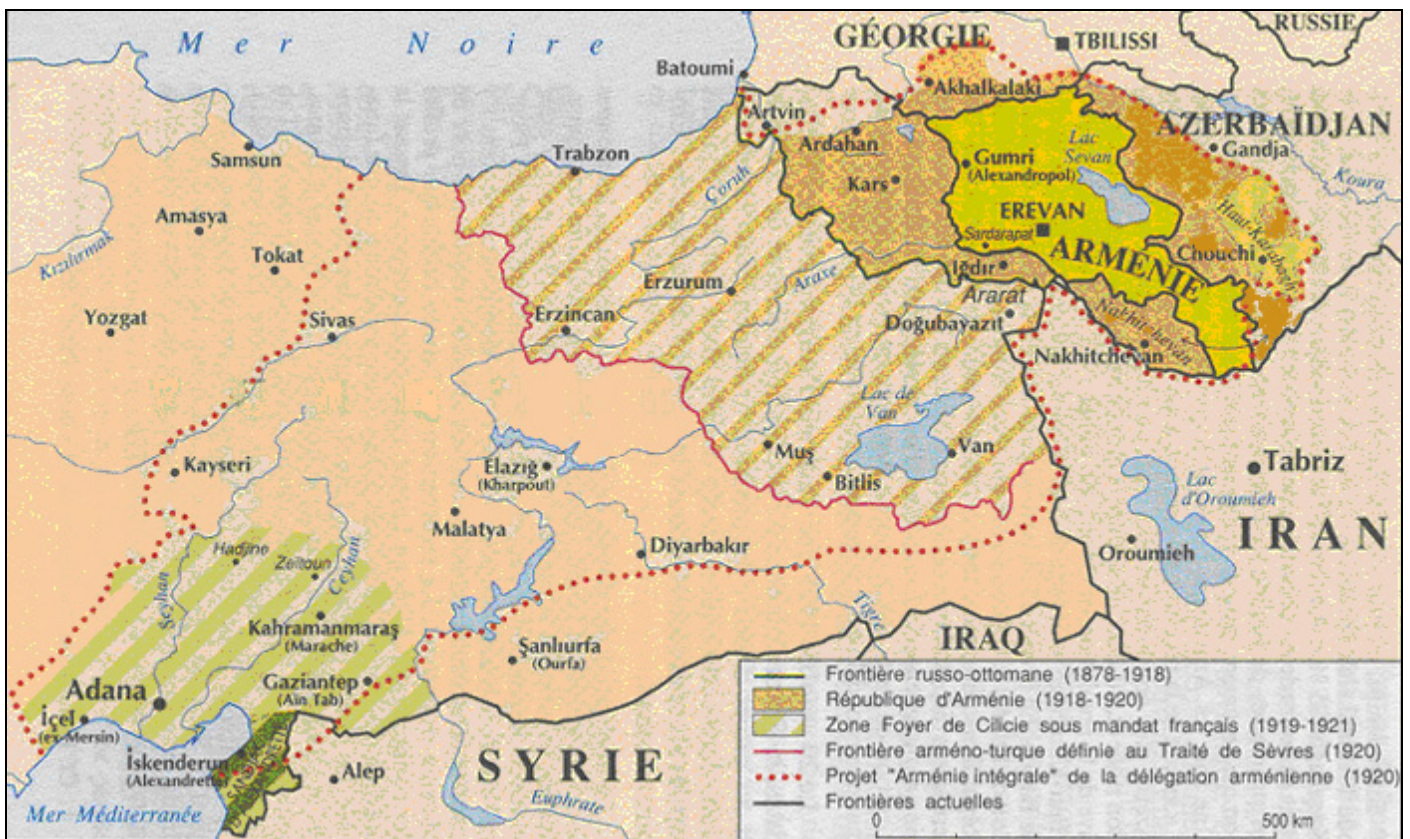 Mer Noire
GÉORGIE
RUSSIE
TBILISSI
Batoumi
Akhalkalaki
Artvin
AZERBAÏDJAN
Samsun
Trabzon
Ardahan
Lac
Sevan
Gandja
Çoruh
Gumri
(Alexandropol)
Koura
Kars
Amasya
EREVAN
Haut-Karabagh
Kızılırmak
Tokat
Sardarapat
ARMÉNIE
Chouchi
Iğdır
Erzurum
Araxe
Ararat
Yozgat
Sivas
Erzincan
Doğubayazıt
Nakhitchevan
Nakhitchevan
Lac de
Van
Kayseri
Elazığ
(Kharpout)
Muş
Van
Bitlis
Tabriz
Lac
d'Oroumieh
Malatya
IRAN
Hadjine
Zeïtoun
Ceyhan
Seyhan
Diyarbakır
Oroumieh
Kahramanmaraş
(Marache)
Tigre
Şanlıurfa
(Ourfa)
IRAQ
Gaziantep
(Aïn Tab)
Adana
İçel
(ex-Mersin)
İskenderun
(Alexandrette)
Alep
SYRIE
Euphrate
Mer Méditerranée
Frontière russo-ottomane (1878-1918)
République d'Arménie (1918-1920)
Zone Foyer de Cilicie sous mandat français (1919-1921)
Frontière arméno-turque définie au Traité de Sèvres (1920)
Projet "Arménie intégrale" de la délégation arménienne (1920)
Frontières actuelles
0
500 km